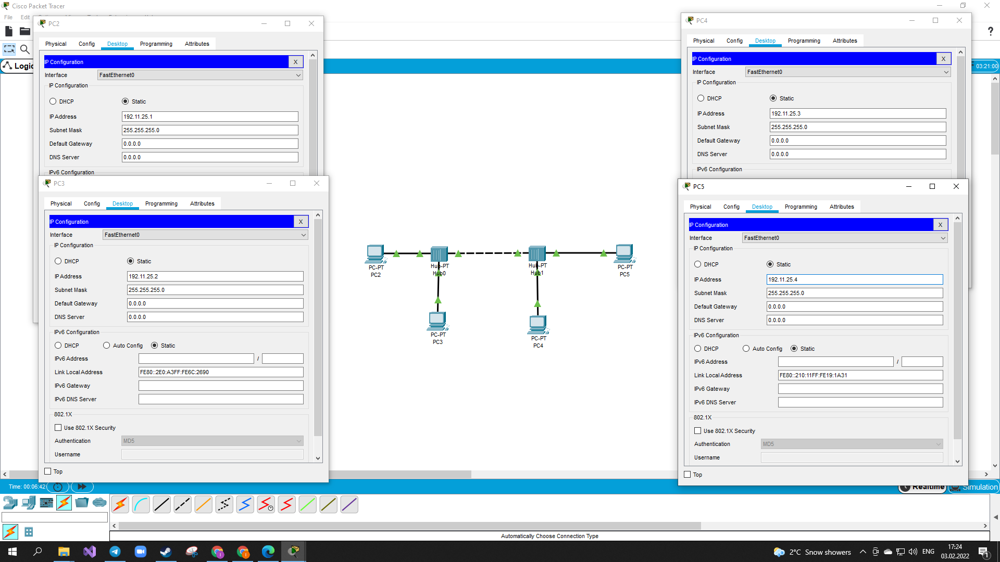 Cisco Packet Tracer
File Edit
PC2
Physical Config Desktop Programming Attributes
IP Configuration X
Interface FastEthernet0
IP Configuration
DHCP Static
IP Address 192.11.25.1
Subnet Mask 255.255.255.0
Default Gateway 0.0.0.0
DNS Server 0.0.0.0
IPv6 Configuration
PC4
Physical Config Desktop Programming Attributes
IP Configuration X
Interface FastEthernet0
IP Configuration
DHCP Static
IP Address 192.11.25.3
Subnet Mask 255.255.255.0
Default Gateway 0.0.0.0
DNS Server 0.0.0.0
IPv6 Configuration
?
Logic
03:21:00
PC3
Physical Config Desktop Programming Attributes
IP Configuration X
Interface FastEthernet0
IP Configuration
DHCP Static
IP Address 192.11.25.2
Subnet Mask 255.255.255.0
Default Gateway 0.0.0.0
DNS Server 0.0.0.0
IPv6 Configuration
DHCP Auto Config Static
IPv6 Address /
Link Local Address FE80::2E0:A3FF:FE6C:2690
IPv6 Gateway
IPv6 DNS Server
802.1X
Use 802.1X Security
Authentication MD5
Username
Top
PC-PT
PC2
Hub-PT
Hub0
Hub-PT
Hub1
PC-PT
PC5
PC-PT
PC3
PC-PT
PC4
PC5
Physical Config Desktop Programming Attributes
IP Configuration X
Interface FastEthernet0
IP Configuration
DHCP Static
IP Address 192.11.25.4
Subnet Mask 255.255.255.0
Default Gateway 0.0.0.0
DNS Server 0.0.0.0
IPv6 Configuration
DHCP Auto Config Static
IPv6 Address /
Link Local Address FE80::210:11FF:FE19:1A31
IPv6 Gateway
IPv6 DNS Server
802.1X
Use 802.1X Security
Authentication MD5
Username
Top
Time: 00:06:42
Realtime Simulation
Automatically Choose Connection Type
2°C Snow showers
ENG
17:24
03.02.2022
1